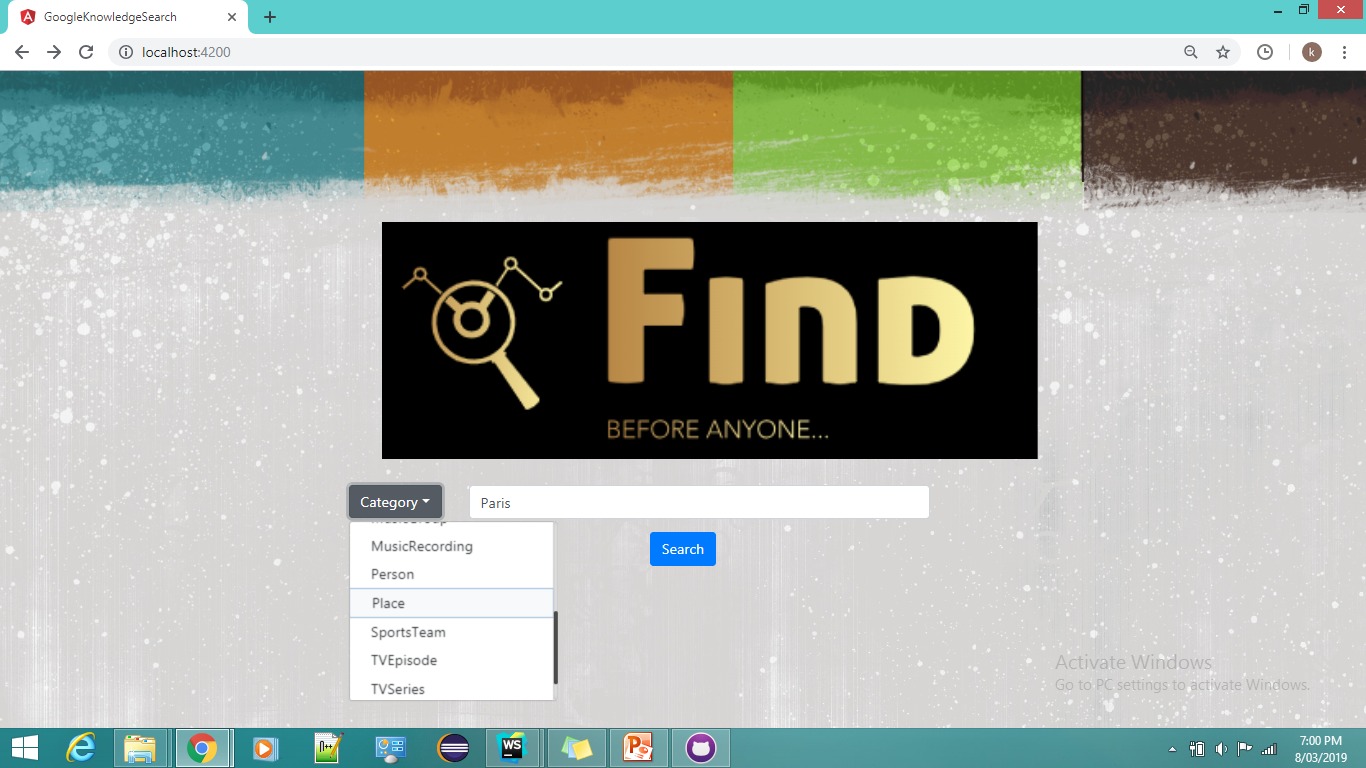 GoogleKnowledgeSearch
localhost:4200
k
FIND
BEFORE ANYONE...
Category
Paris
MusicRecording
Search
Person
Place
SportsTeam
TVEpisode
TVSeries
Activate Windows
Go to PC settings to activate Windows.
N++
WS
7:00 PM
8/03/2019